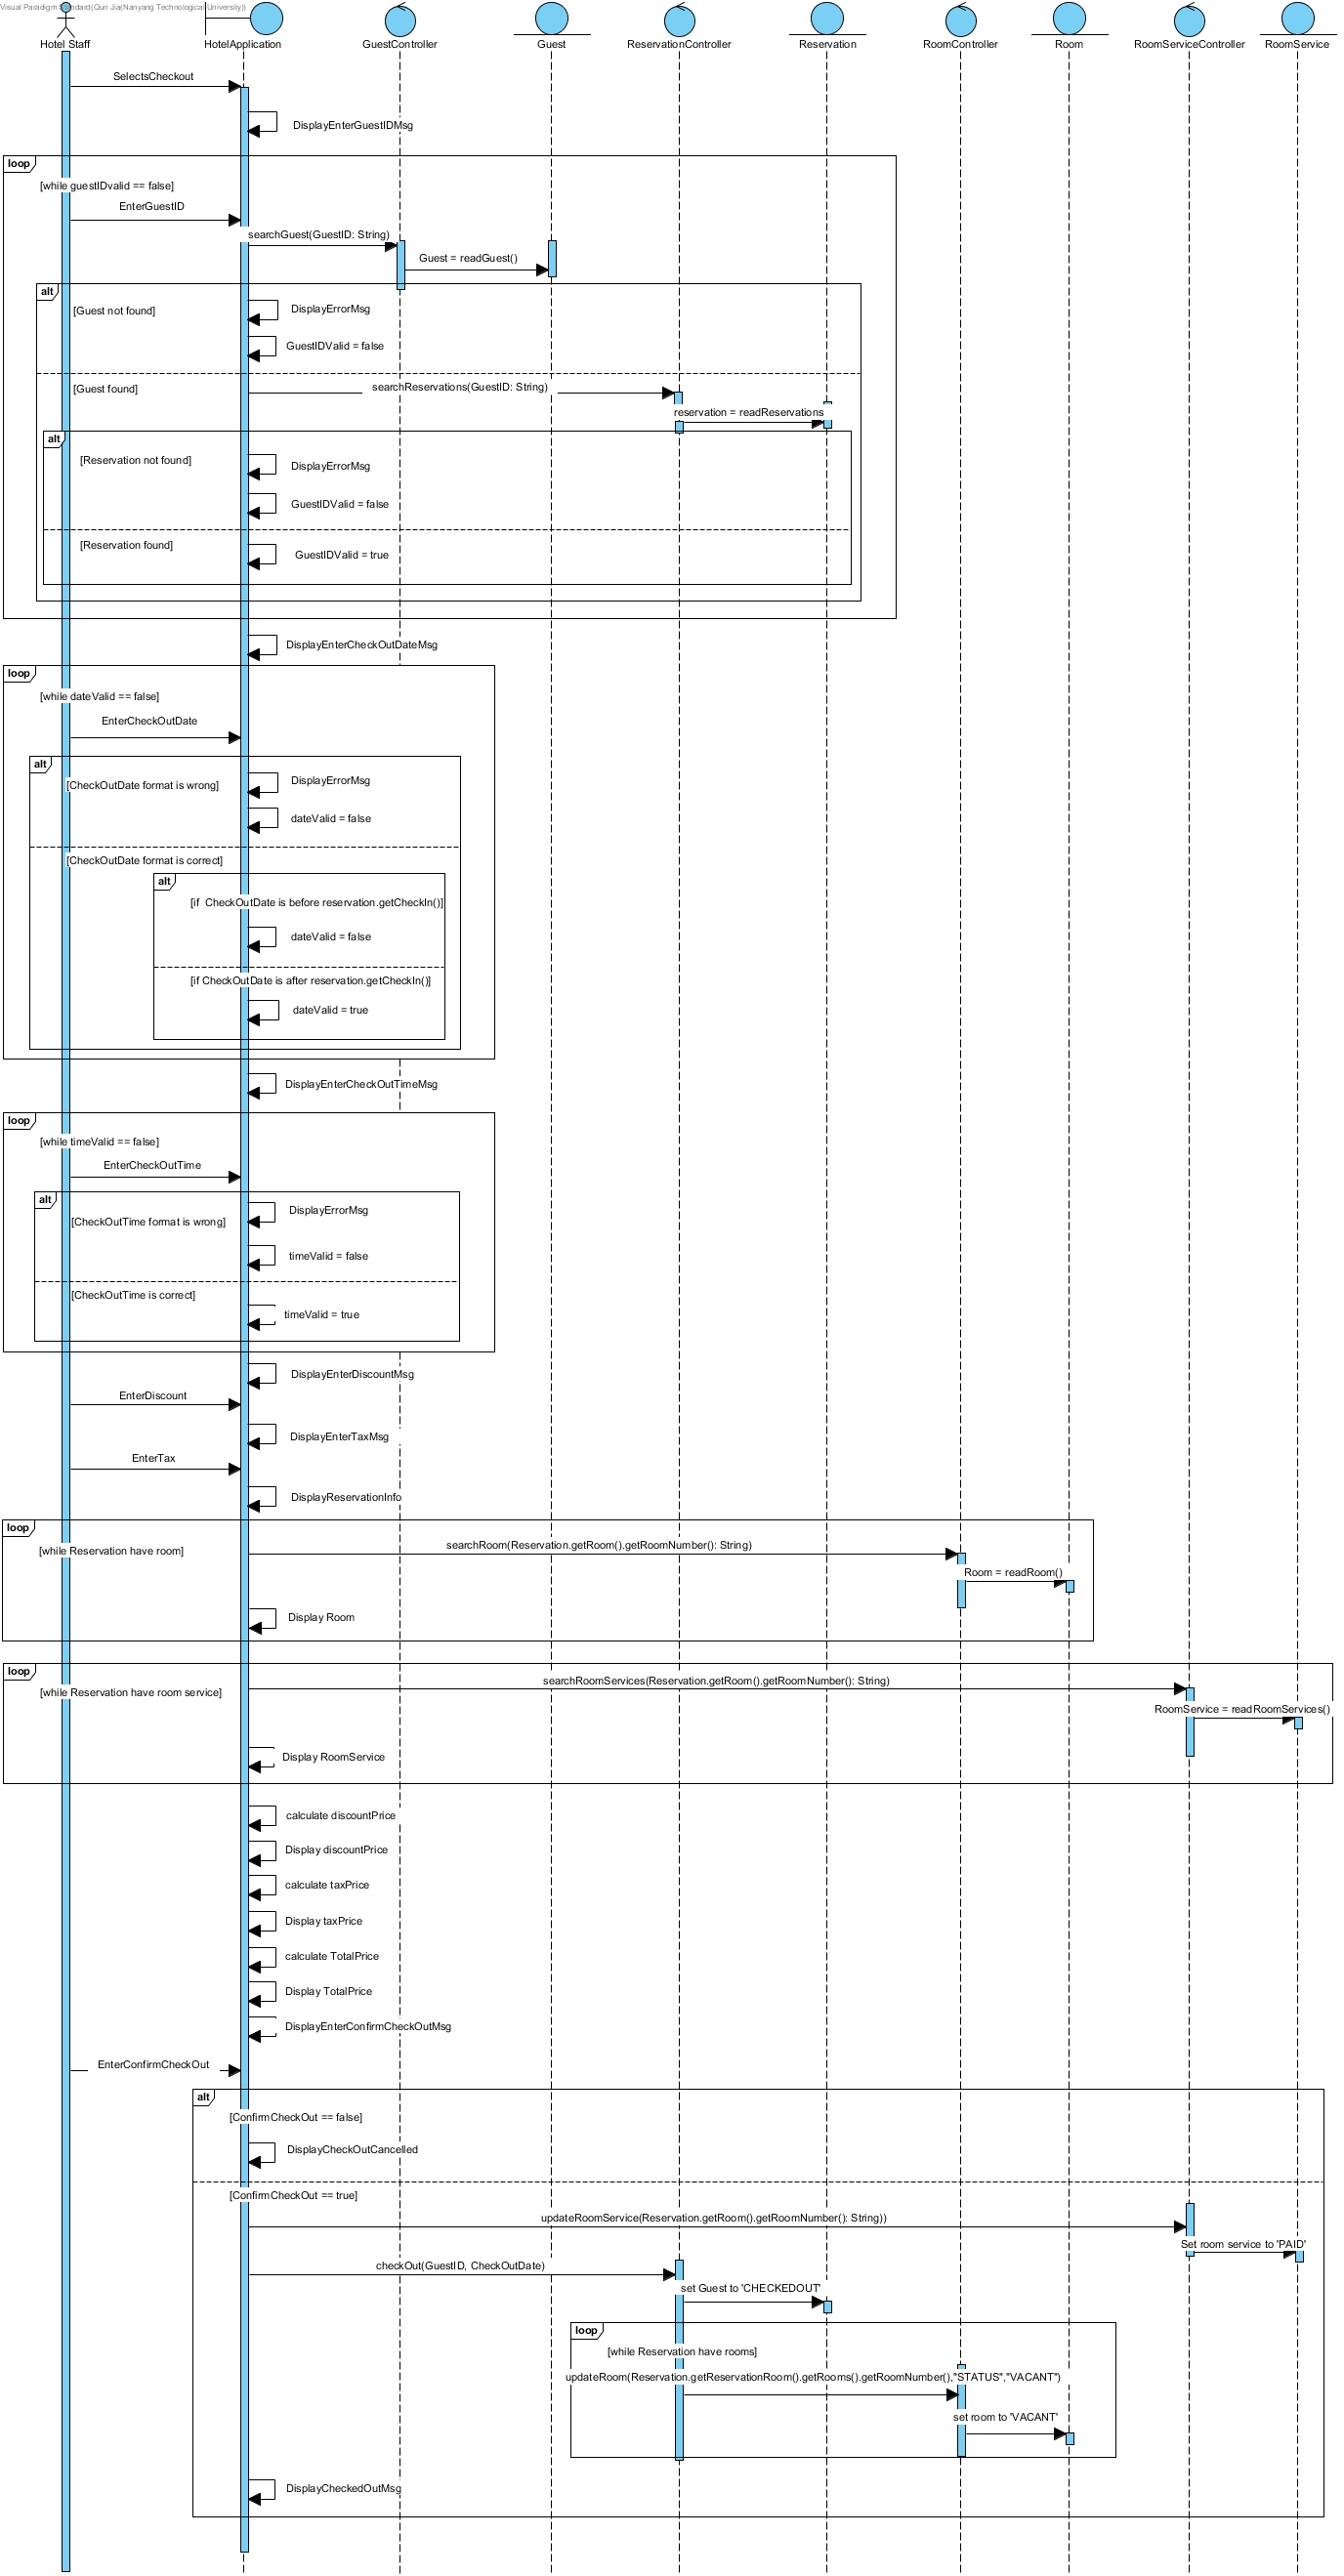 Visual Paradigm Standard(Qun Jia(Nanyang Technological University))
Hotel Staff
HotelApplication
GuestController
Guest
ReservationController
Reservation
RoomController
Room
RoomServiceController
RoomService
SelectsCheckout
DisplayEnterGuestIDMsg
loop
[while guestIDvalid == false]
EnterGuestID
searchGuest(GuestID: String)
Guest = readGuest()
alt
[Guest not found]
DisplayErrorMsg
GuestIDValid = false
[Guest found]
searchReservations(GuestID: String)
reservation = readReservations
alt
[Reservation not found]
DisplayErrorMsg
GuestIDValid = false
[Reservation found]
GuestIDValid = true
DisplayEnterCheckOutDateMsg
loop
[while dateValid == false]
EnterCheckOutDate
alt
[CheckOutDate format is wrong]
DisplayErrorMsg
dateValid = false
[CheckOutDate format is correct]
alt
[if  CheckOutDate is before reservation.getCheckIn()]
dateValid = false
[if CheckOutDate is after reservation.getCheckIn()]
dateValid = true
DisplayEnterCheckOutTimeMsg
loop
[while timeValid == false]
EnterCheckOutTime
alt
[CheckOutTime format is wrong]
DisplayErrorMsg
timeValid = false
[CheckOutTime is correct]
timeValid = true
DisplayEnterDiscountMsg
EnterDiscount
DisplayEnterTaxMsg
EnterTax
DisplayReservationInfo
loop
[while Reservation have room]
searchRoom(Reservation.getRoom().getRoomNumber(): String)
Room = readRoom()
Display Room
loop
[while Reservation have room service]
searchRoomServices(Reservation.getRoom().getRoomNumber(): String)
RoomService = readRoomServices()
Display RoomService
calculate discountPrice
Display discountPrice
calculate taxPrice
Display taxPrice
calculate TotalPrice
Display TotalPrice
DisplayEnterConfirmCheckOutMsg
EnterConfirmCheckOut
alt
[ConfirmCheckOut == false]
DisplayCheckOutCancelled
[ConfirmCheckOut == true]
updateRoomService(Reservation.getRoom().getRoomNumber(): String))
Set room service to 'PAID'
checkOut(GuestID, CheckOutDate)
set Guest to 'CHECKEDOUT'
loop
[while Reservation have rooms]
updateRoom(Reservation.getReservationRoom().getRooms().getRoomNumber(),"STATUS","VACANT")
set room to 'VACANT'
DisplayCheckedOutMsg